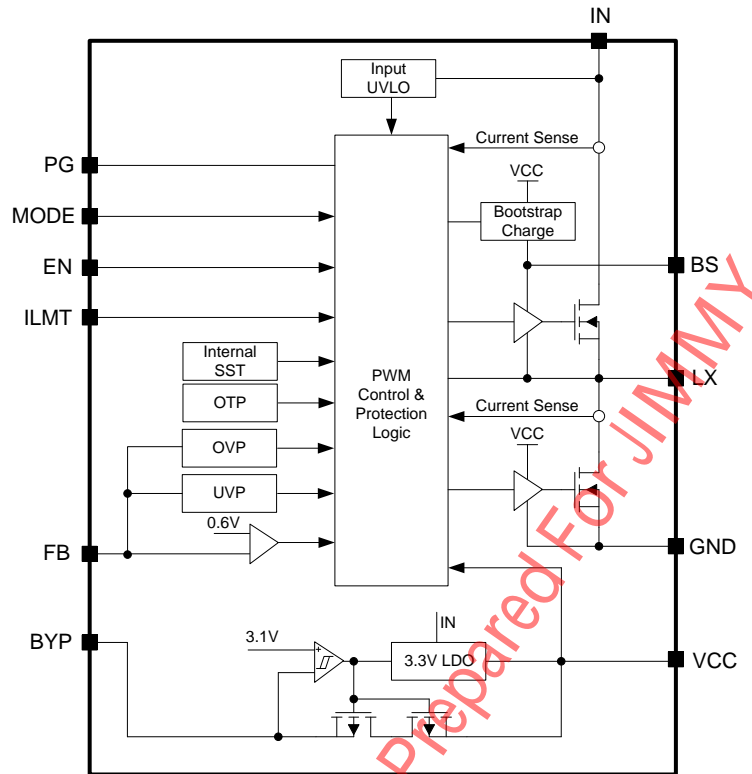 IN
Input
UVLO
Current Sense
PG
VCC
MODE
Bootstrap
Charge
EN
BS
ILMT
Internal
SST
PWM
Control &
Protection
Logic
LX
OTP
Current Sense
OVP
VCC
UVP
0.6V
FB
GND
BYP
IN
3.1V
3.3V LDO
VCC
Prepared For JIMMY